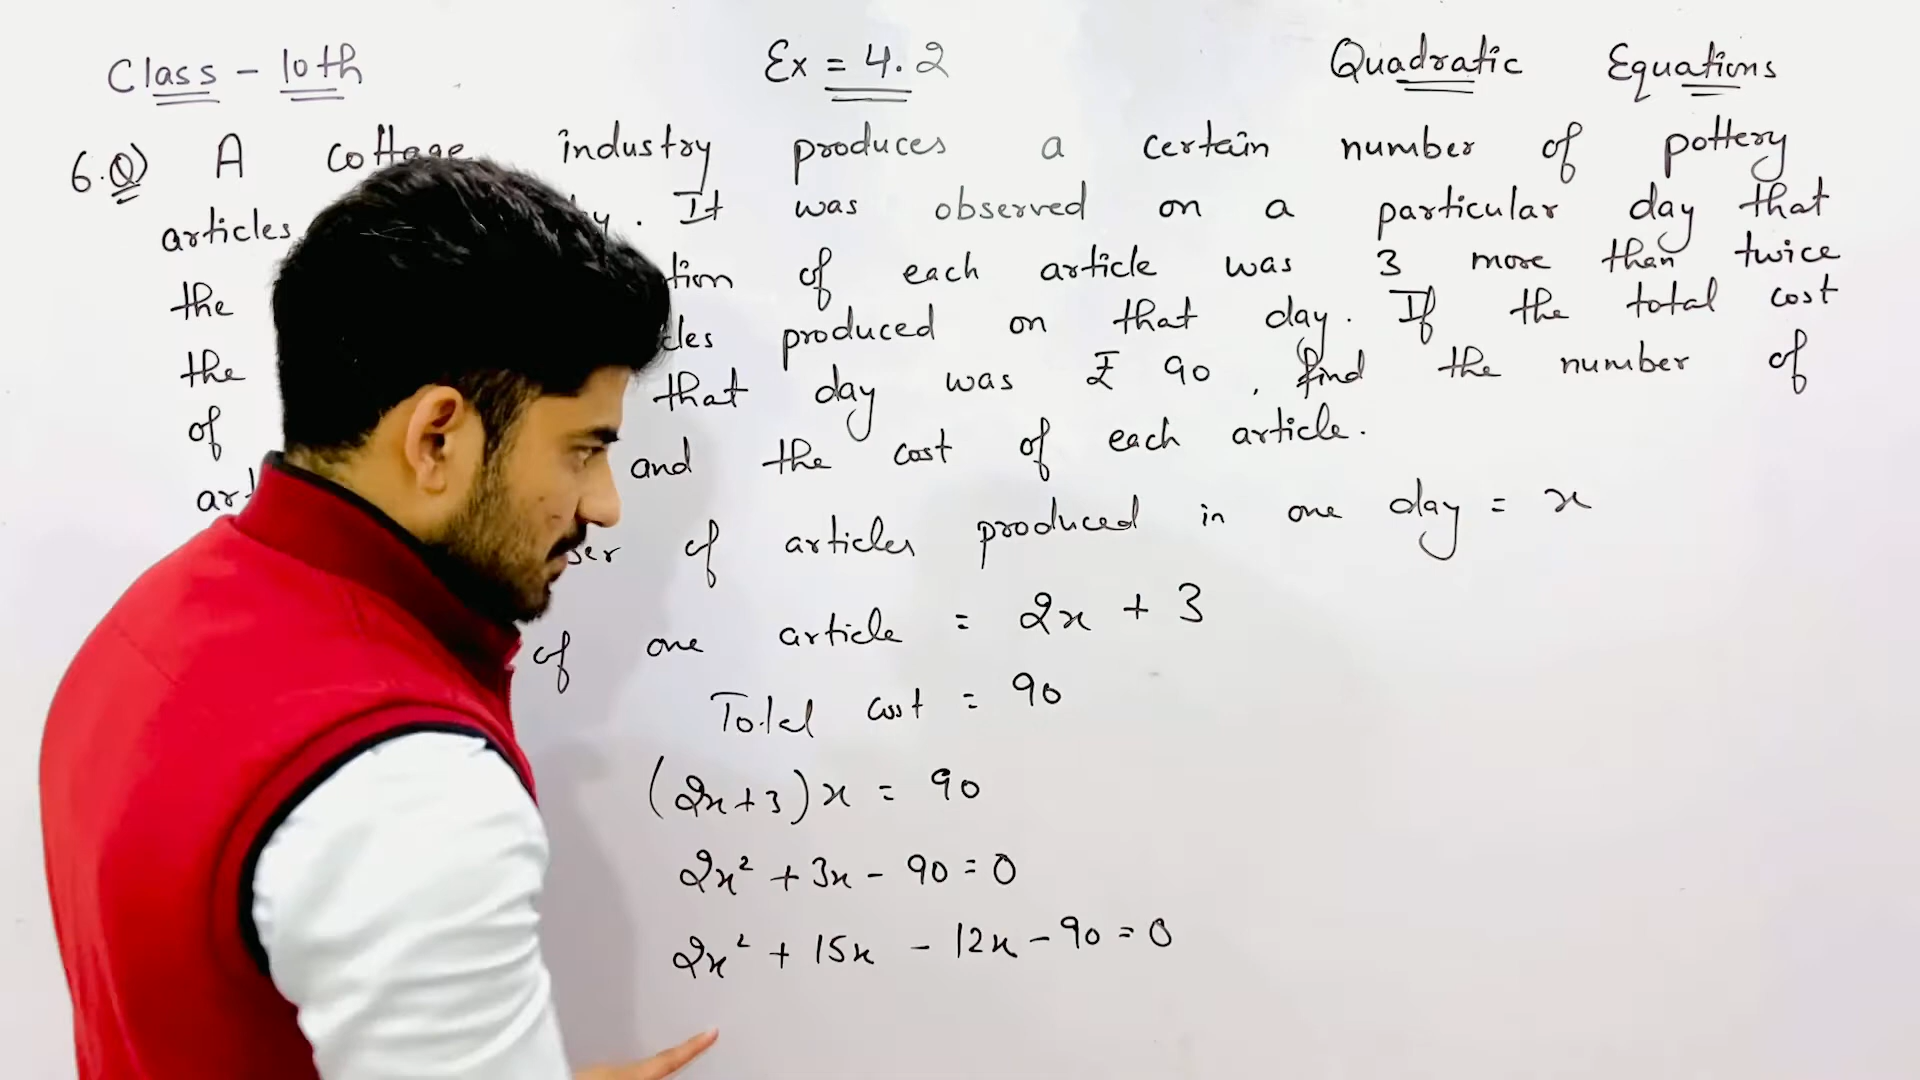 Class - 10th Ex = 4.2 Quadratic Equations
6.Q) A cottage industry produces a certain number of pottery
articles . It was observed on a particular day that
the tion of each article was 3 more than twice
the cles produced on that day. If the total cost
of that day was ₹ 90, find the number of
art and the cost of each article.
ber of articles produced in one day = x
of one article = 2x + 3
Total cost = 90
(2x+3)x = 90
2x² + 3x - 90 = 0
2x² + 15x - 12x - 90 = 0